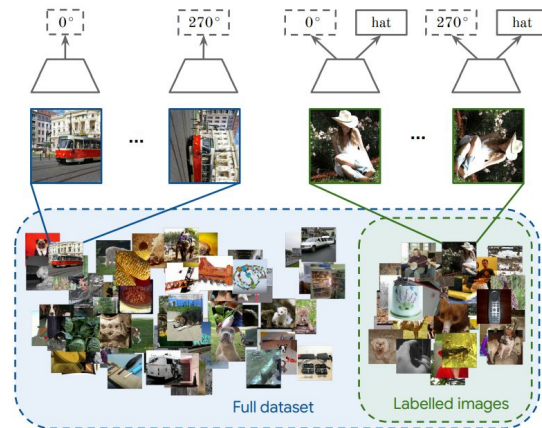 0° 270° 0° hat 270° hat
... ...
Full dataset Labelled images